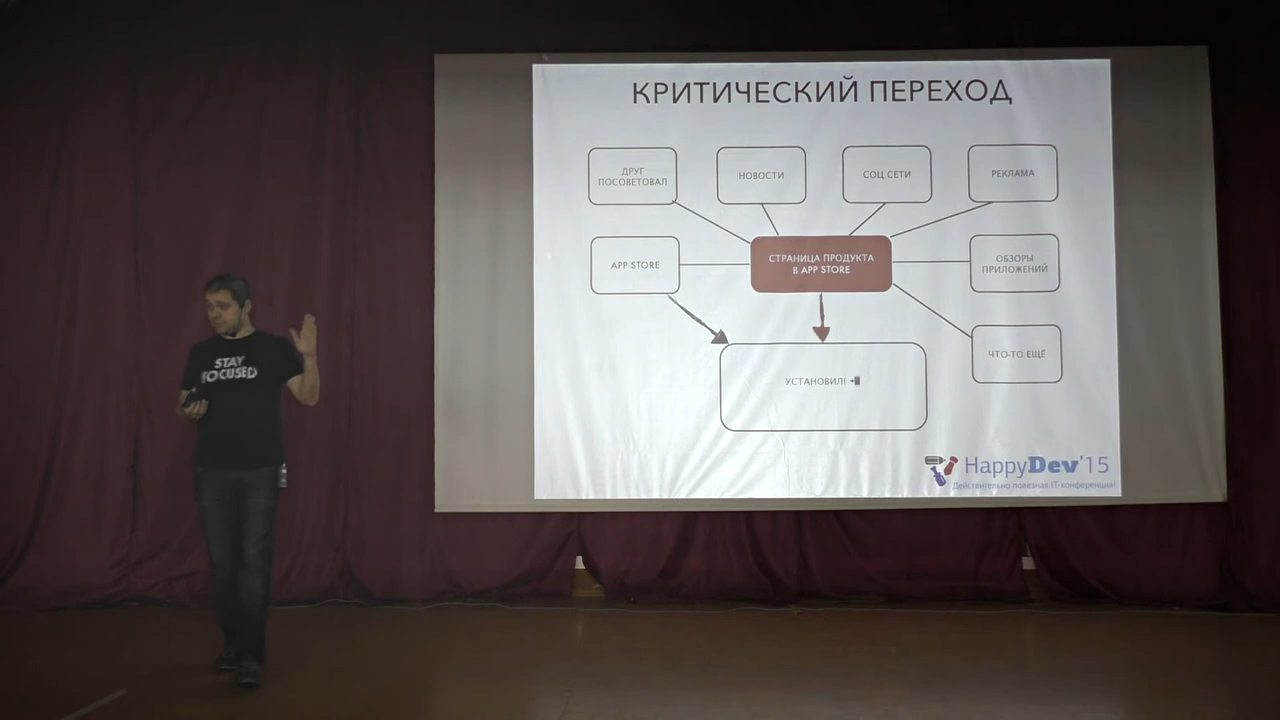 КРИТИЧЕСКИЙ ПЕРЕХОД
ДРУГ
ПОСОВЕТОВАЛ
НОВОСТИ
СОЦ СЕТИ
РЕКЛАМА
APP STORE
СТРАНИЦА ПРОДУКТА
В APP STORE
ОБЗОРЫ
ПРИЛОЖЕНИЙ
ЧТО-ТО ЕЩЁ
УСТАНОВИЛ!
HappyDev'15
Действительно полезная IT-конференция!
STAY
FOCUSED